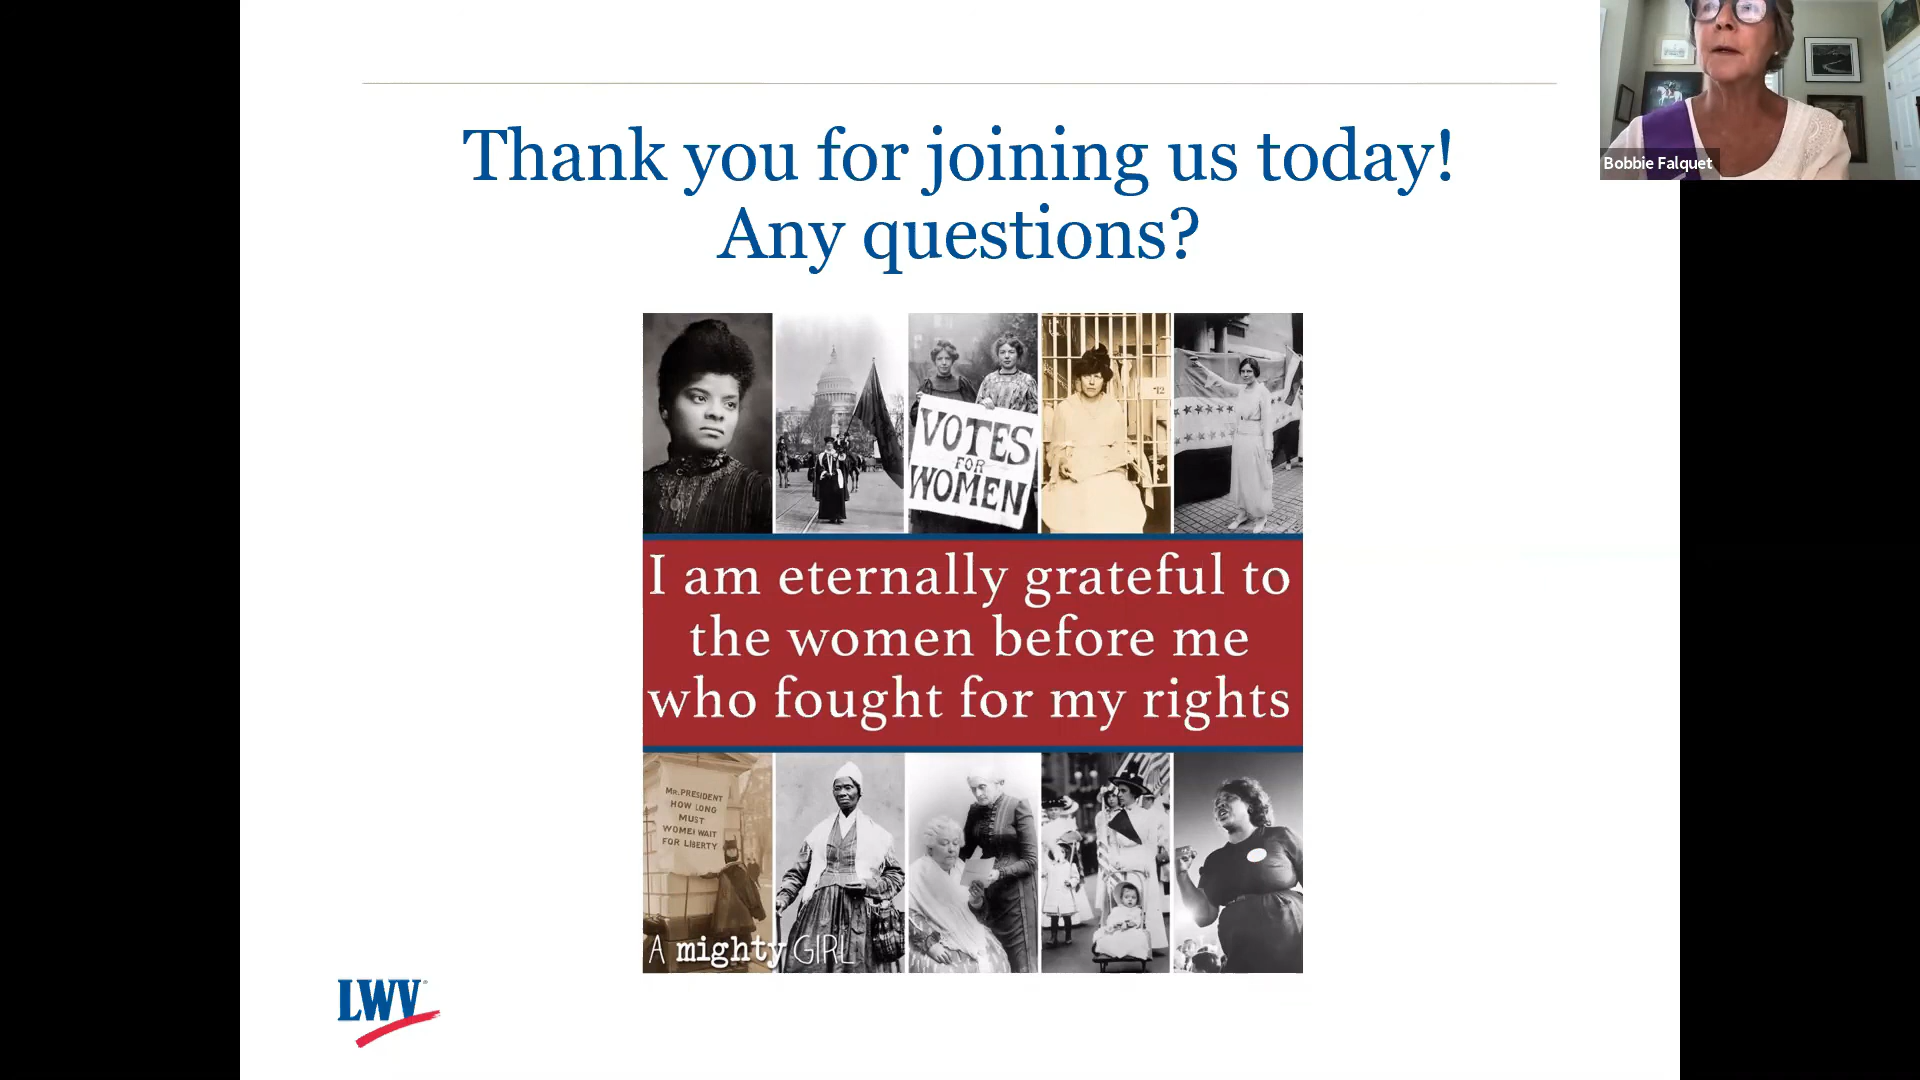 Thank you for joining us today!
Any questions?
Bobbie Falquet
VOTES
FOR
WOMEN
12
I am eternally grateful to
the women before me
who fought for my rights
MR. PRESIDENT
HOW LONG
MUST
WOMEN WAIT
FOR LIBERTY
A mighty GIRL
LWV